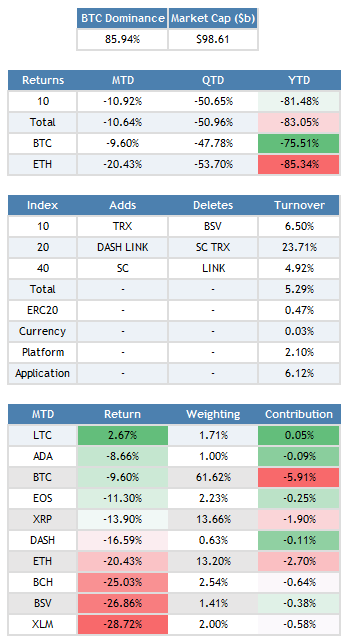 BTC Dominance Market Cap ($b)
85.94% $98.61
Returns MTD QTD YTD
10 -10.92% -50.65% -81.48%
Total -10.64% -50.96% -83.05%
BTC -9.60% -47.78% -75.51%
ETH -20.43% -53.70% -85.34%
Index Adds Deletes Turnover
10 TRX BSV 6.50%
20 DASH LINK SC TRX 23.71%
40 SC LINK 4.92%
Total - - 5.29%
ERC20 - - 0.47%
Currency - - 0.03%
Platform - - 2.10%
Application - - 6.12%
MTD Return Weighting Contribution
LTC 2.67% 1.71% 0.05%
ADA -8.66% 1.00% -0.09%
BTC -9.60% 61.62% -5.91%
EOS -11.30% 2.23% -0.25%
XRP -13.90% 13.66% -1.90%
DASH -16.59% 0.63% -0.11%
ETH -20.43% 13.20% -2.70%
BCH -25.03% 2.54% -0.64%
BSV -26.86% 1.41% -0.38%
XLM -28.72% 2.00% -0.58%